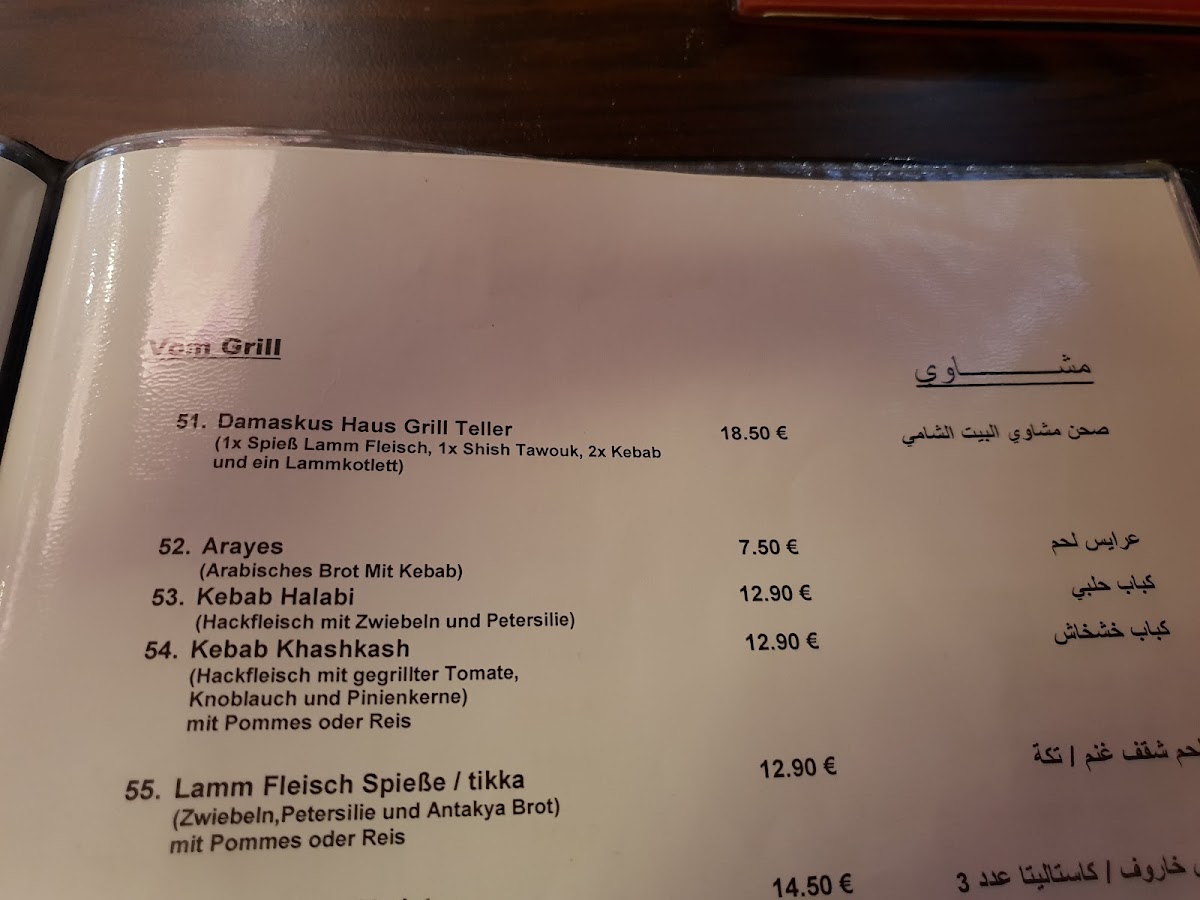 Vom Grill
مشـــــــــاوي
51. Damaskus Haus Grill Teller 18.50 € صحن مشاوي البيت الشامي
(1x Spieß Lamm Fleisch, 1x Shish Tawouk, 2x Kebab
und ein Lammkotlett)
52. Arayes 7.50 € عرايس لحم
(Arabisches Brot Mit Kebab)
53. Kebab Halabi 12.90 € كباب حلبي
(Hackfleisch mit Zwiebeln und Petersilie)
54. Kebab Khashkash 12.90 € كباب خشخاش
(Hackfleisch mit gegrillter Tomate,
Knoblauch und Pinienkerne)
mit Pommes oder Reis
55. Lamm Fleisch Spieße / tikka 12.90 € شقف غنم / تكة
(Zwiebeln,Petersilie und Antakya Brot)
mit Pommes oder Reis
14.50 € خاروف / كاستاليتا عدد 3